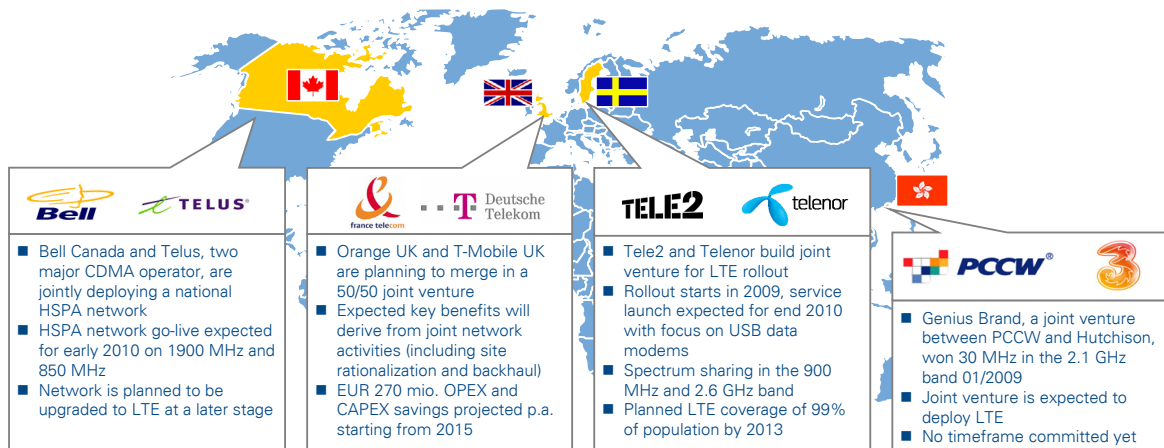 Bell
TELUS®
france telecom
T Deutsche
Telekom
TELE2
telenor
PCCW®
3
Bell Canada and Telus, two
major CDMA operator, are
jointly deploying a national
HSPA network
HSPA network go-live expected
for early 2010 on 1900 MHz and
850 MHz
Network is planned to be
upgraded to LTE at a later stage
Orange UK and T-Mobile UK
are planning to merge in a
50/50 joint venture
Expected key benefits will
derive from joint network
activities (including site
rationalization and backhaul)
EUR 270 mio. OPEX and
CAPEX savings projected p.a.
starting from 2015
Tele2 and Telenor build joint
venture for LTE rollout
Rollout starts in 2009, service
launch expected for end 2010
with focus on USB data
modems
Spectrum sharing in the 900
MHz and 2.6 GHz band
Planned LTE coverage of 99%
of population by 2013
Genius Brand, a joint venture
between PCCW and Hutchison,
won 30 MHz in the 2.1 GHz
band 01/2009
Joint venture is expected to
deploy LTE
No timeframe committed yet